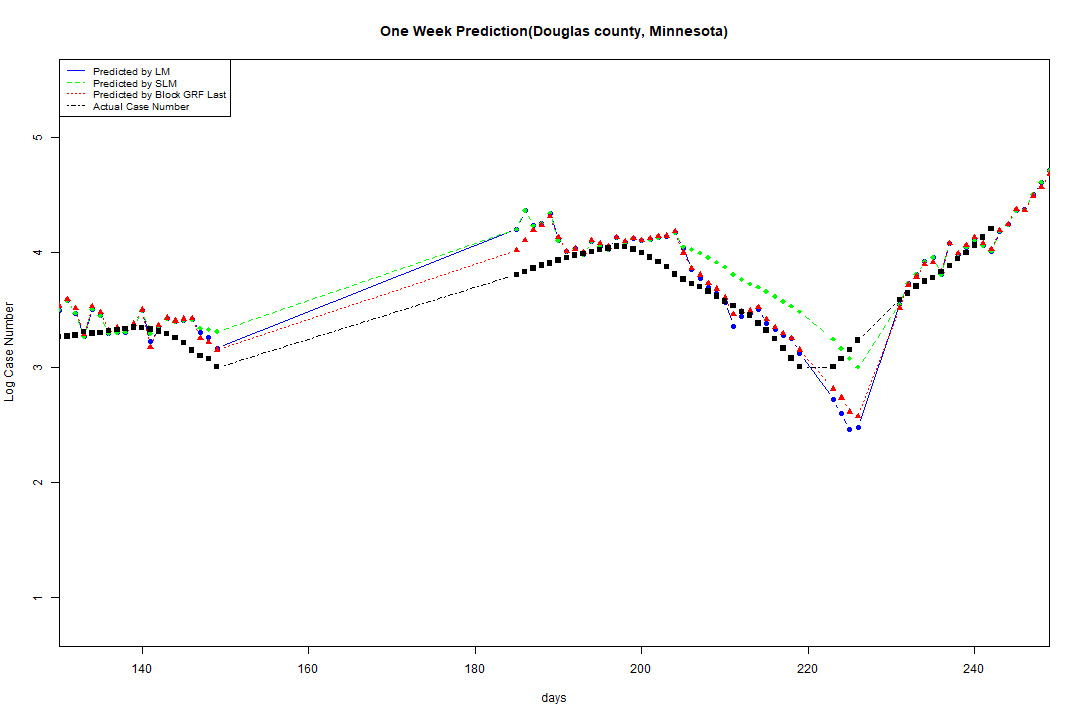 One Week Prediction(Douglas county, Minnesota)
Predicted by LM
Predicted by SLM
Predicted by Block GRF Last
Actual Case Number
5
4
3
2
1
Log Case Number
140 160 180 200 220 240
days